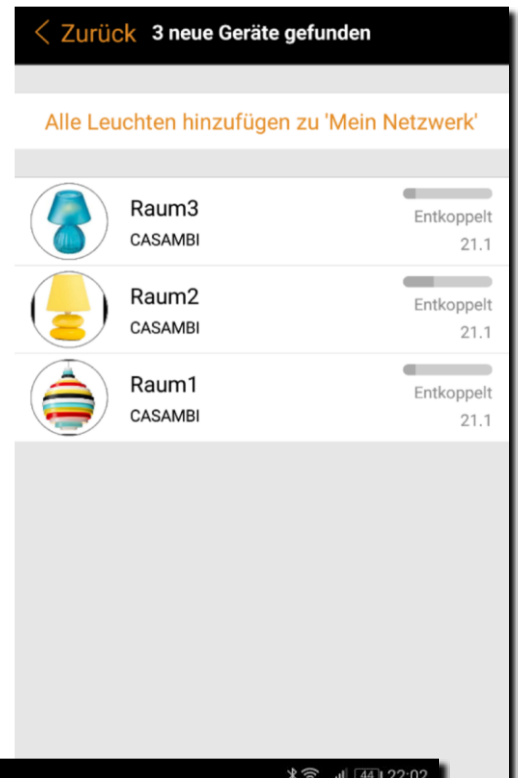 Zurück 3 neue Geräte gefunden
Alle Leuchten hinzufügen zu 'Mein Netzwerk'
Raum3
CASAMBI
Entkoppelt
21.1
Raum2
CASAMBI
Entkoppelt
21.1
Raum1
CASAMBI
Entkoppelt
21.1
44 22:02